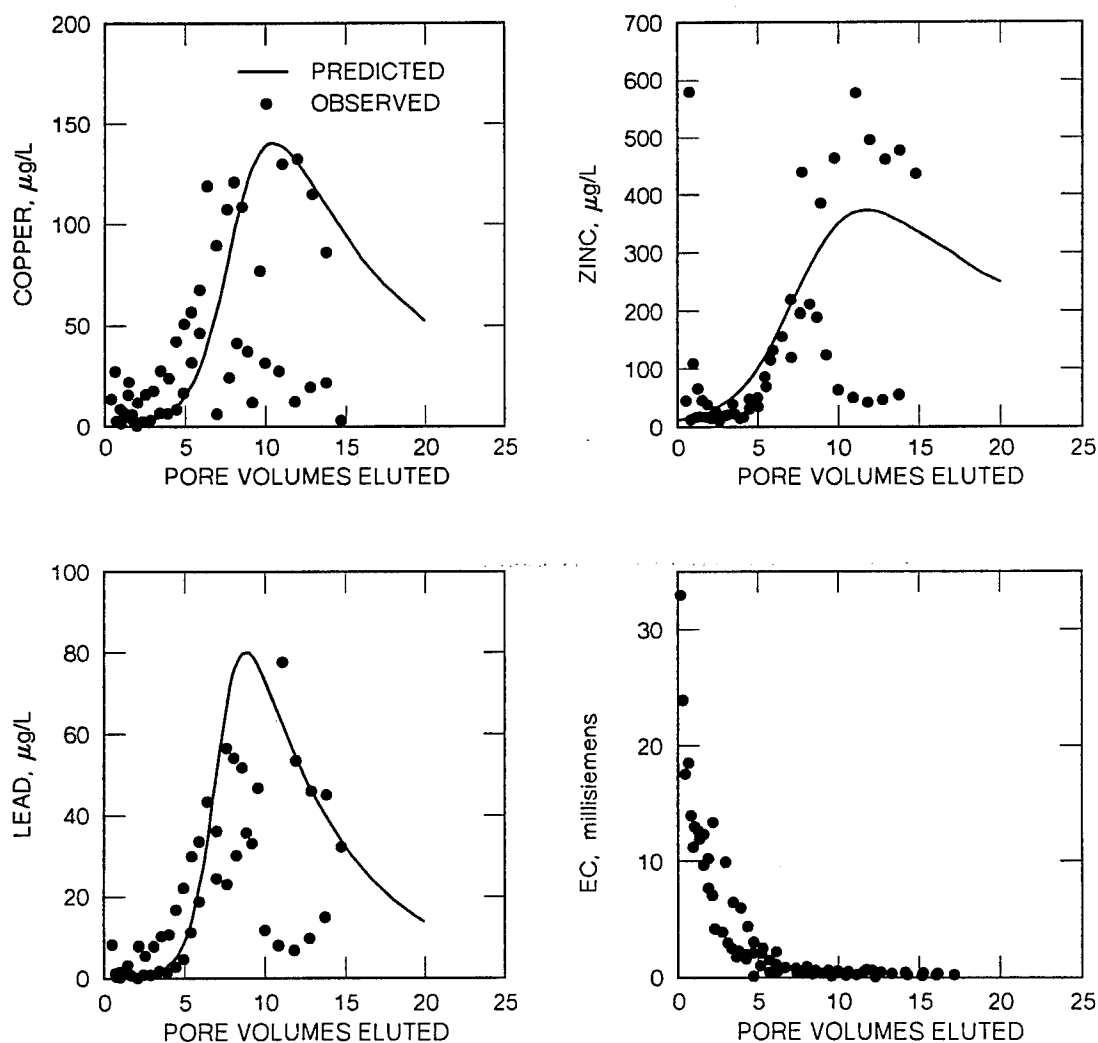 200
150
100
50
0
COPPER, µg/L
PREDICTED
OBSERVED
0 5 10 15 20 25
PORE VOLUMES ELUTED
700
600
500
400
300
200
100
0
ZINC, µg/L
0 5 10 15 20 25
PORE VOLUMES ELUTED
100
80
60
40
20
0
LEAD, µg/L
0 5 10 15 20 25
PORE VOLUMES ELUTED
30
20
10
0
EC, millisiemens
0 5 10 15 20 25
PORE VOLUMES ELUTED